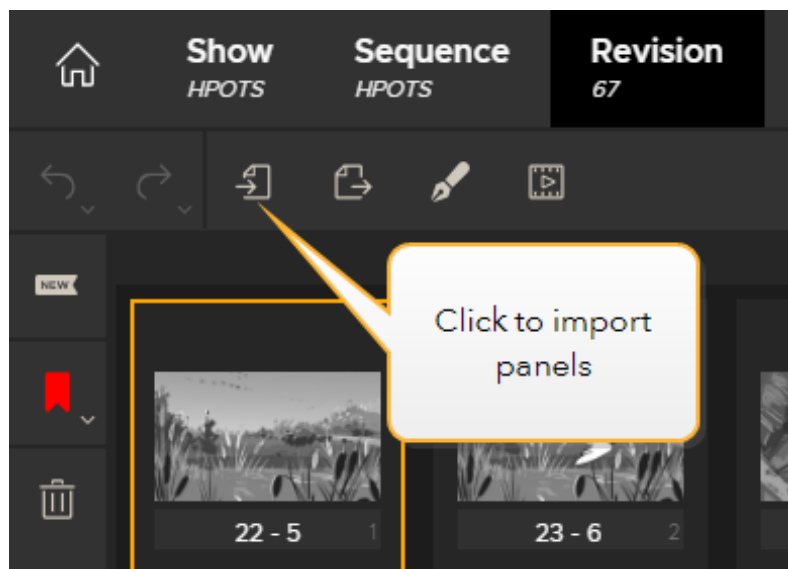 Show
HPOTS
Sequence
HPOTS
Revision
67
NEW
Click to import
panels
22 - 5
1
23 - 6
2